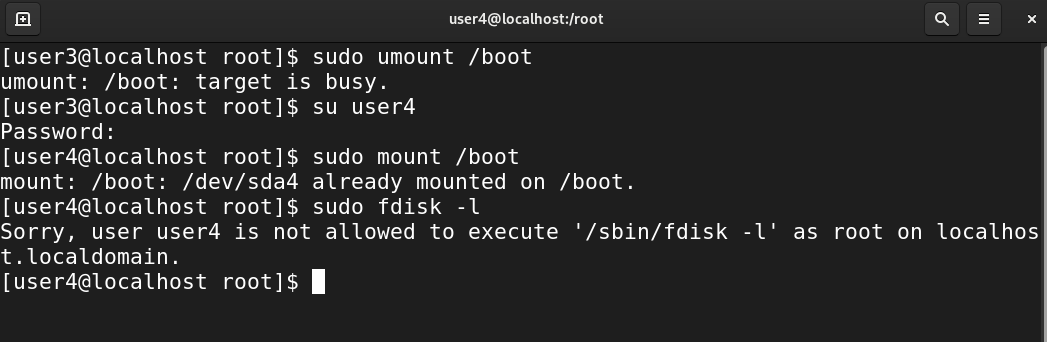 user4@localhost:/root
[user3@localhost root]$ sudo umount /boot
umount: /boot: target is busy.
[user3@localhost root]$ su user4
Password:
[user4@localhost root]$ sudo mount /boot
mount: /boot: /dev/sda4 already mounted on /boot.
[user4@localhost root]$ sudo fdisk -l
Sorry, user user4 is not allowed to execute '/sbin/fdisk -l' as root on localhos
t.localdomain.
[user4@localhost root]$